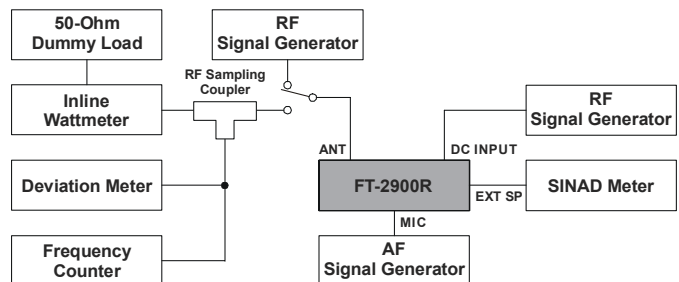 50-Ohm
Dummy Load
RF
Signal Generator
RF Sampling
Coupler
Inline
Wattmeter
RF
Signal Generator
ANT
DC INPUT
Deviation Meter
FT-2900R
EXT SP
SINAD Meter
MIC
Frequency
Counter
AF
Signal Generator